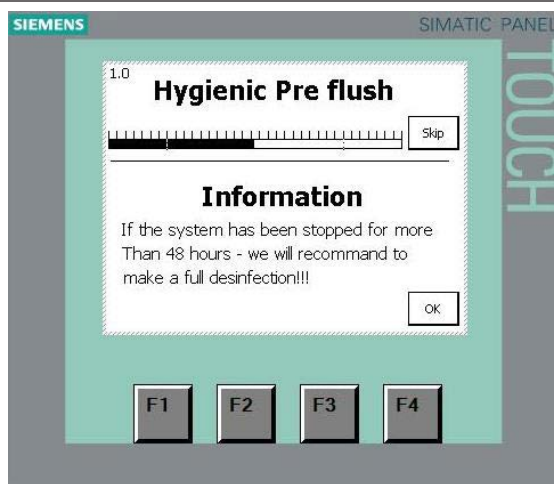 SIEMENS
SIMATIC PANEL
TOUCH
1.0
Hygienic Pre flush
Skip
Information
If the system has been stopped for more
Than 48 hours - we will recommand to
make a full desinfection!!!
OK
F1 F2 F3 F4